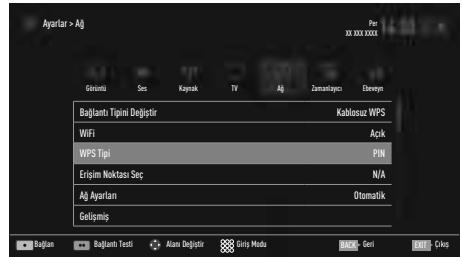 Ayarlar > Ağ
Per
XX XXX XXXX
Görüntü Ses Kaynak TV Ağ Zamanlayıcı Ebeveyn
Bağlantı Tipini Değiştir Kablosuz WPS
WiFi Açık
WPS Tipi PIN
Erişim Noktası Seç N/A
Ağ Ayarları Otomatik
Gelişmiş
Bağlan Bağlantı Testi Alanı Değiştir Giriş Modu BACK - Geri EXIT - Çıkış